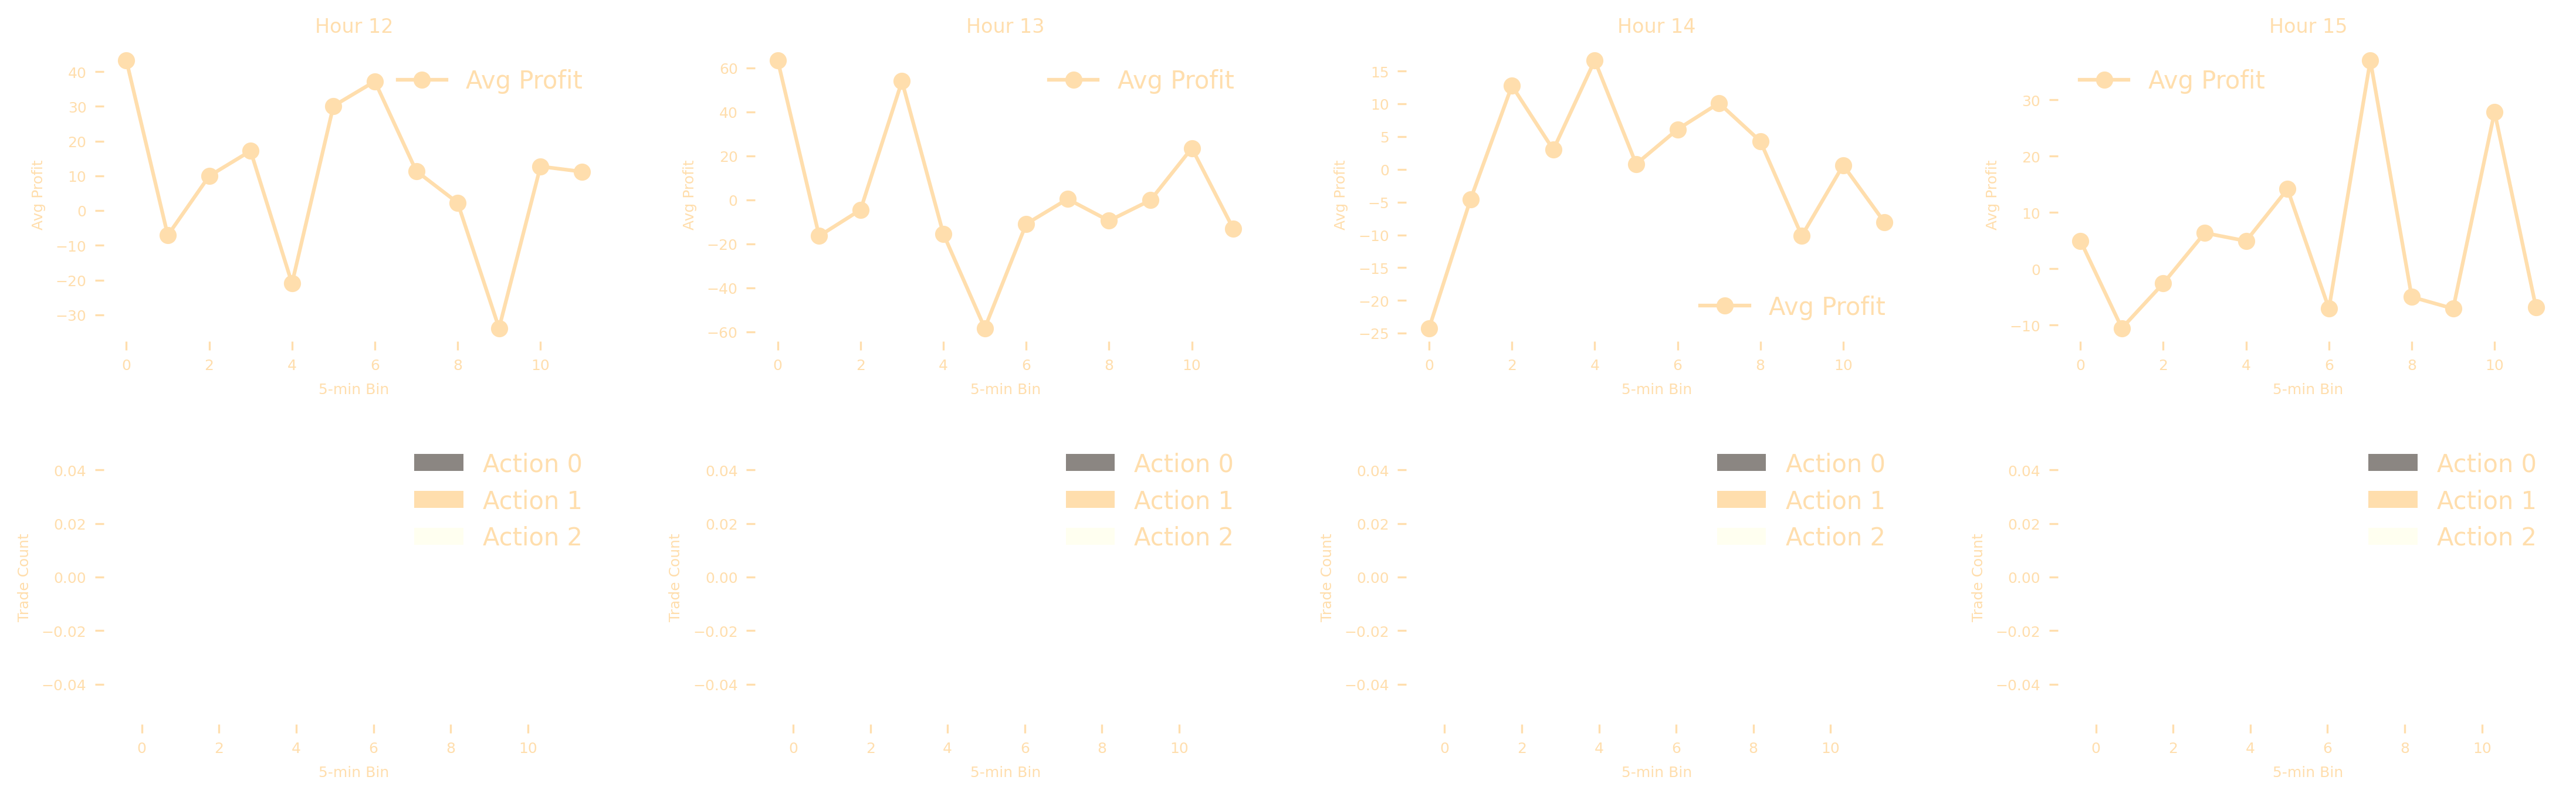 Hour 12
Avg Profit
40
30
20
10
0
−10
−20
−30
Avg Profit
0 2 4 6 8 10
5-min Bin
Hour 13
Avg Profit
60
40
20
0
−20
−40
−60
Avg Profit
0 2 4 6 8 10
5-min Bin
Hour 14
15
10
5
0
−5
−10
−15
−20
−25
Avg Profit
Avg Profit
0 2 4 6 8 10
5-min Bin
Hour 15
Avg Profit
30
20
10
0
−10
Avg Profit
0 2 4 6 8 10
5-min Bin
Action 0
Action 1
Action 2
0.04
0.02
0.00
−0.02
−0.04
Trade Count
0 2 4 6 8 10
5-min Bin
Action 0
Action 1
Action 2
0.04
0.02
0.00
−0.02
−0.04
Trade Count
0 2 4 6 8 10
5-min Bin
Action 0
Action 1
Action 2
0.04
0.02
0.00
−0.02
−0.04
Trade Count
0 2 4 6 8 10
5-min Bin
Action 0
Action 1
Action 2
0.04
0.02
0.00
−0.02
−0.04
Trade Count
0 2 4 6 8 10
5-min Bin